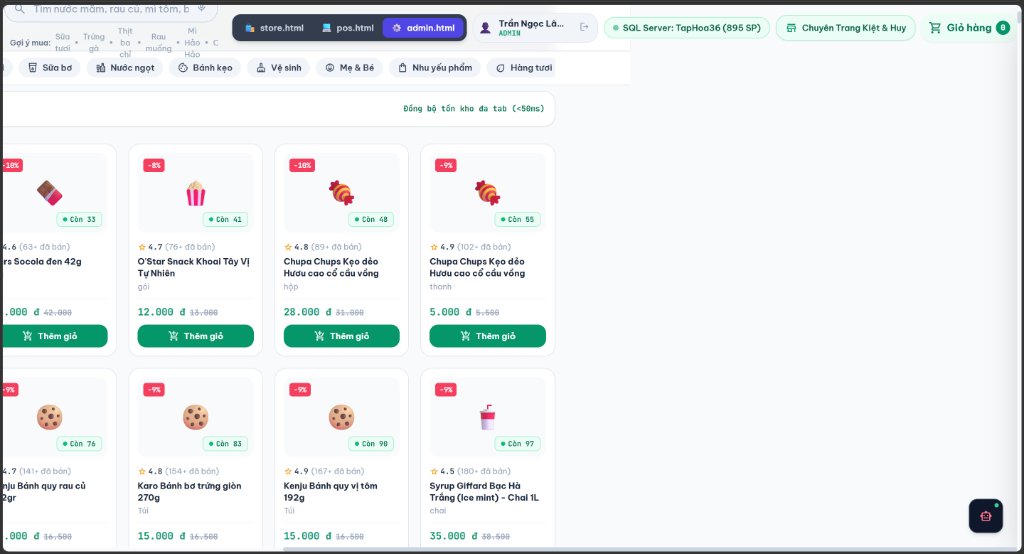 Tìm nước mắm, rau củ, mì tôm, b
store.html
pos.html
admin.html
Trần Ngọc Lâ...
ADMIN
SQL Server: TapHoa36 (895 SP)
Chuyên Trang Kiệt & Huy
Giỏ hàng 0
Gợi ý mua: Sữa tươi • Trứng gà • Thịt ba chỉ • Rau muống • Mì Hảo Hảo • C
Sữa bơ
Nước ngọt
Bánh kẹo
Vệ sinh
Mẹ & Bé
Nhu yếu phẩm
Hàng tươi
Đồng bộ tồn kho đa tab (<50ms)
-10%
Còn 33
4.6 (63+ đã bán)
rs Socola đen 42g
.000 đ 42.000
Thêm giỏ
-8%
Còn 41
4.7 (76+ đã bán)
O'Star Snack Khoai Tây Vị
Tự Nhiên
gói
12.000 đ 13.000
Thêm giỏ
-10%
Còn 48
4.8 (89+ đã bán)
Chupa Chups Kẹo dẻo
Hươu cao cổ cầu vồng
hộp
28.000 đ 31.000
Thêm giỏ
-9%
Còn 55
4.9 (102+ đã bán)
Chupa Chups Kẹo dẻo
Hươu cao cổ cầu vồng
thanh
5.000 đ 5.500
Thêm giỏ
-9%
Còn 76
4.7 (141+ đã bán)
nju Bánh quy rau củ
2gr
.000 đ 16.500
-9%
Còn 83
4.8 (154+ đã bán)
Karo Bánh bơ trứng giòn
270g
Túi
15.000 đ 16.500
-9%
Còn 90
4.9 (167+ đã bán)
Kenju Bánh quy vị tôm
192g
Túi
15.000 đ 16.500
-9%
Còn 97
4.5 (180+ đã bán)
Syrup Giffard Bạc Hà
Trắng (Ice mint) - Chai 1L
chai
35.000 đ 38.500